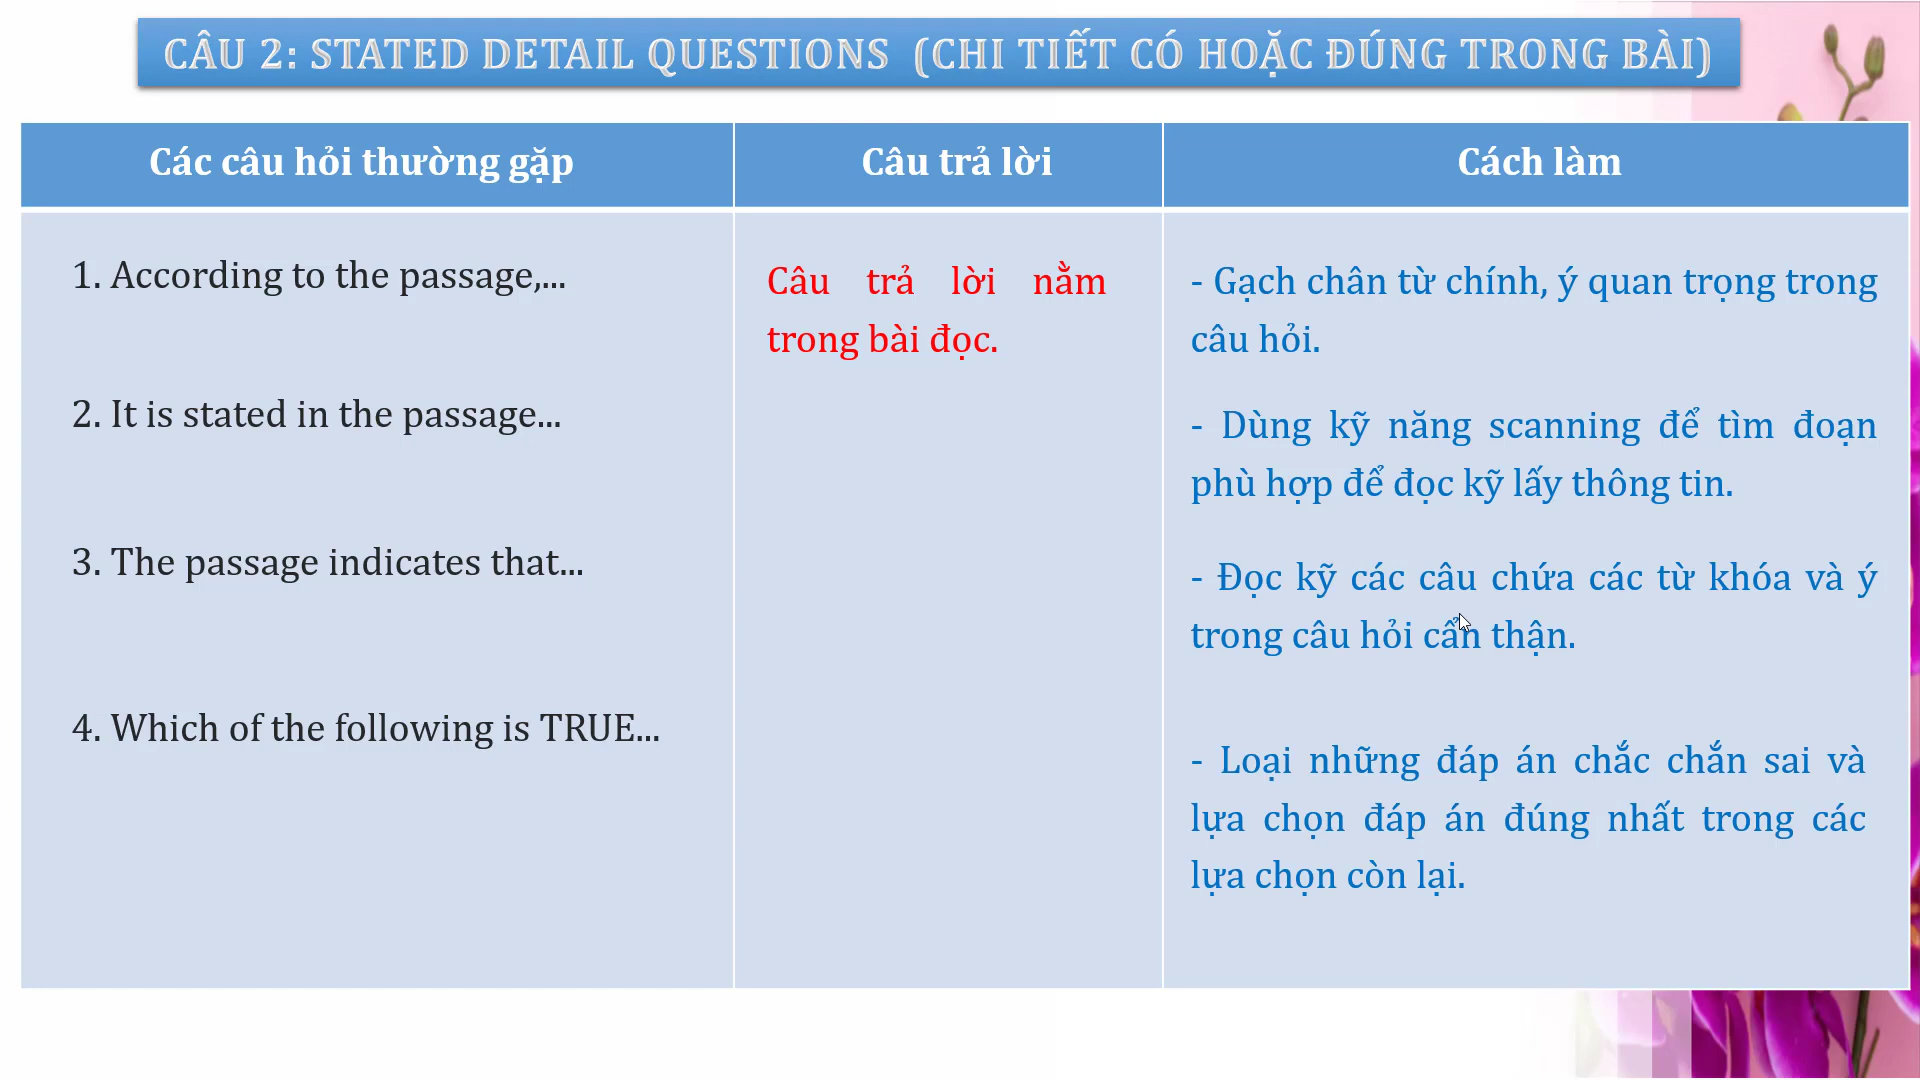 CÂU 2: STATED DETAIL QUESTIONS (CHI TIẾT CÓ HOẶC ĐÚNG TRONG BÀI)
Các câu hỏi thường gặp
Câu trả lời
Cách làm
1. According to the passage,...
2. It is stated in the passage...
3. The passage indicates that...
4. Which of the following is TRUE...
Câu trả lời nằm
trong bài đọc.
- Gạch chân từ chính, ý quan trọng trong
câu hỏi.
- Dùng kỹ năng scanning để tìm đoạn
phù hợp để đọc kỹ lấy thông tin.
- Đọc kỹ các câu chứa các từ khóa và ý
trong câu hỏi cẩn thận.
- Loại những đáp án chắc chắn sai và
lựa chọn đáp án đúng nhất trong các
lựa chọn còn lại.